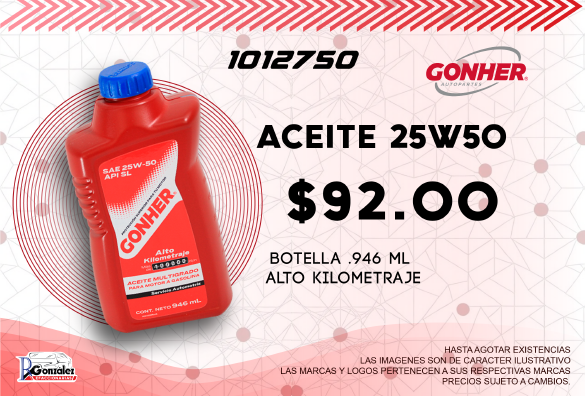 1012750
GONHER
AUTOPARTES
ACEITE 25W50
$92.00
BOTELLA .946 ML
ALTO KILOMETRAJE
SAE 25W-50
API SL
GONHER
Alto
Kilometraje
ACEITE MULTIGRADO
PARA MOTOR A GASOLINA
Servicio Automotriz
CONT. NETO 946 mL
González
REFACCIONARIAS
HASTA AGOTAR EXISTENCIAS
LAS IMAGENES SON DE CARACTER ILUSTRATIVO
LAS MARCAS Y LOGOS PERTENECEN A SUS RESPECTIVAS MARCAS
PRECIOS SUJETO A CAMBIOS.